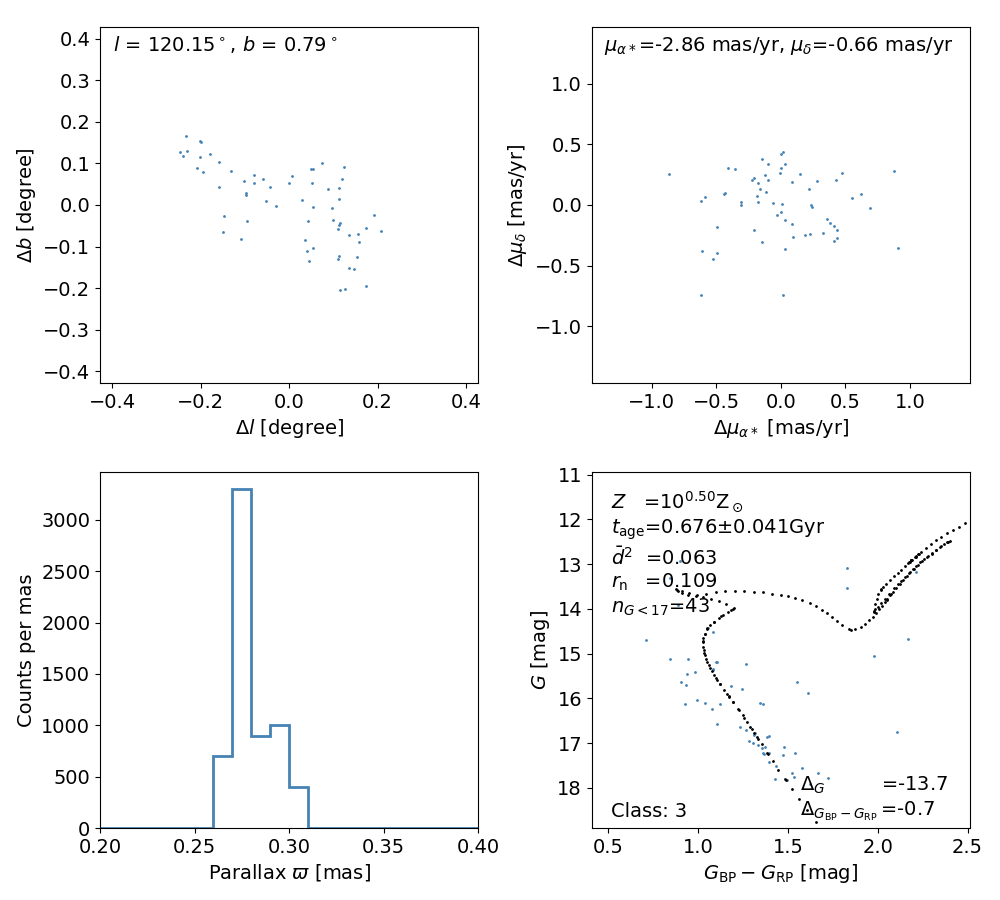 l = 120.15°, b = 0.79°
0.4
0.3
0.2
0.1
0.0
−0.1
−0.2
−0.3
−0.4
Δb [degree]
−0.4 −0.2 0.0 0.2 0.4
Δl [degree]
μα*=-2.86 mas/yr, μδ=-0.66 mas/yr
1.0
0.5
0.0
−0.5
−1.0
Δμδ [mas/yr]
−1.0 −0.5 0.0 0.5 1.0
Δμα* [mas/yr]
3000
2500
2000
1500
1000
500
0
Counts per mas
0.20 0.25 0.30 0.35 0.40
Parallax ϖ [mas]
11
12
13
14
15
16
17
18
G [mag]
Z =10^0.50 Z⊙
tage=0.676±0.041Gyr
d̄² =0.063
rn =0.109
nG<17=43
ΔG =-13.7
ΔGBP−GRP =-0.7
Class: 3
0.5 1.0 1.5 2.0 2.5
GBP − GRP [mag]